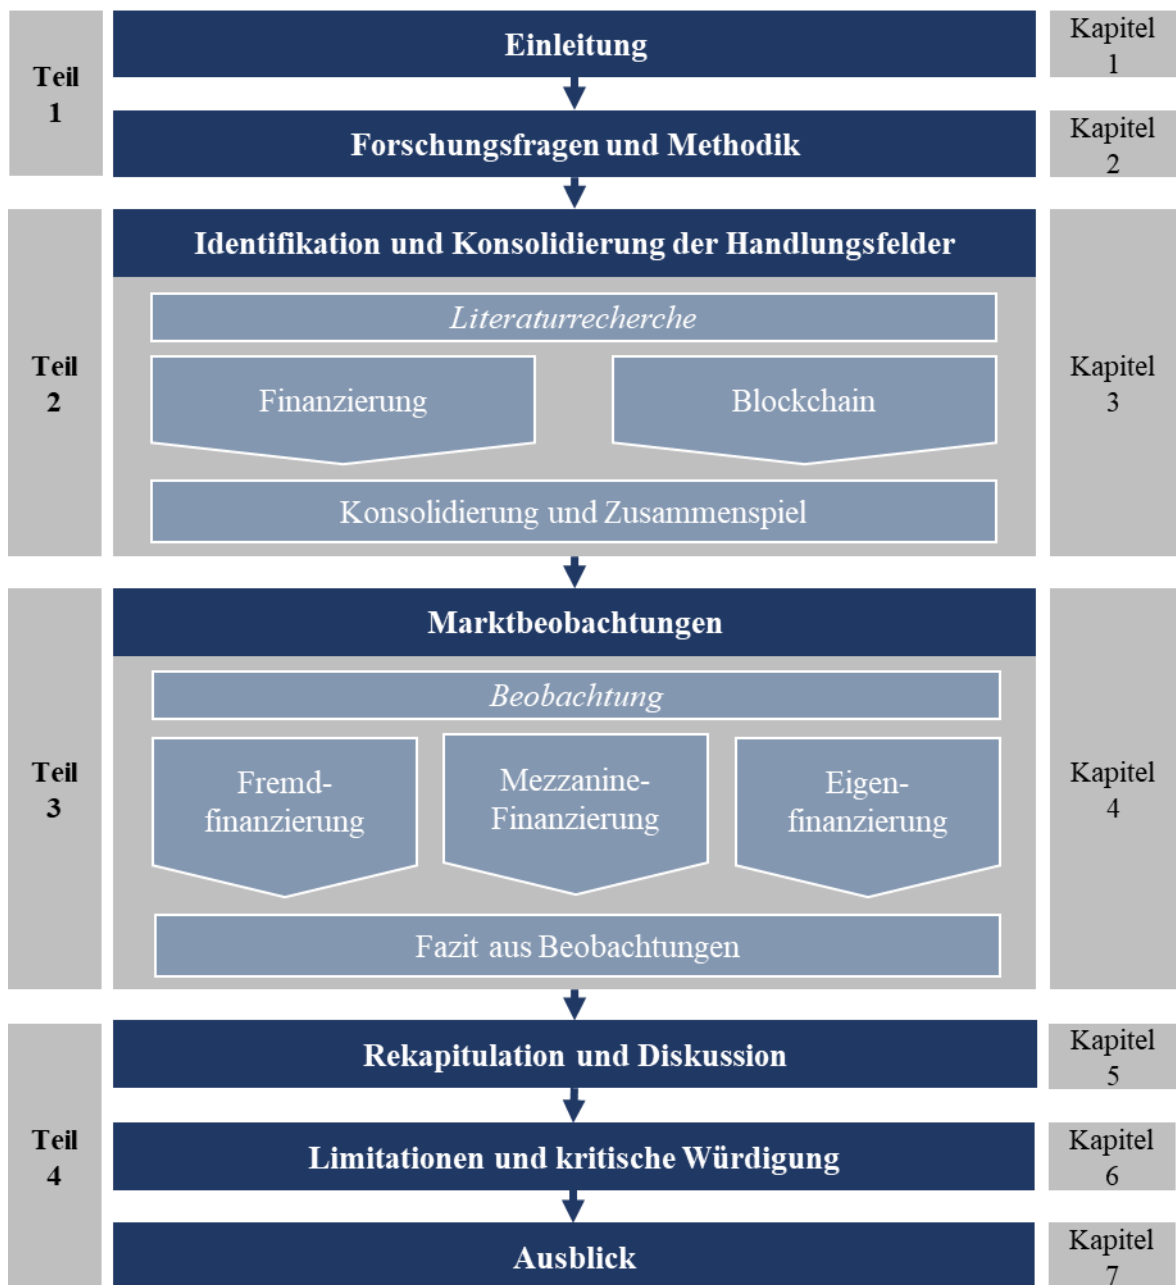 Teil
1
Einleitung
Kapitel
1
Forschungsfragen und Methodik
Kapitel
2
Teil
2
Identifikation und Konsolidierung der Handlungsfelder
Literaturrecherche
Finanzierung
Blockchain
Konsolidierung und Zusammenspiel
Kapitel
3
Teil
3
Marktbeobachtungen
Beobachtung
Fremd-
finanzierung
Mezzanine-
Finanzierung
Eigen-
finanzierung
Fazit aus Beobachtungen
Kapitel
4
Teil
4
Rekapitulation und Diskussion
Kapitel
5
Limitationen und kritische Würdigung
Kapitel
6
Ausblick
Kapitel
7